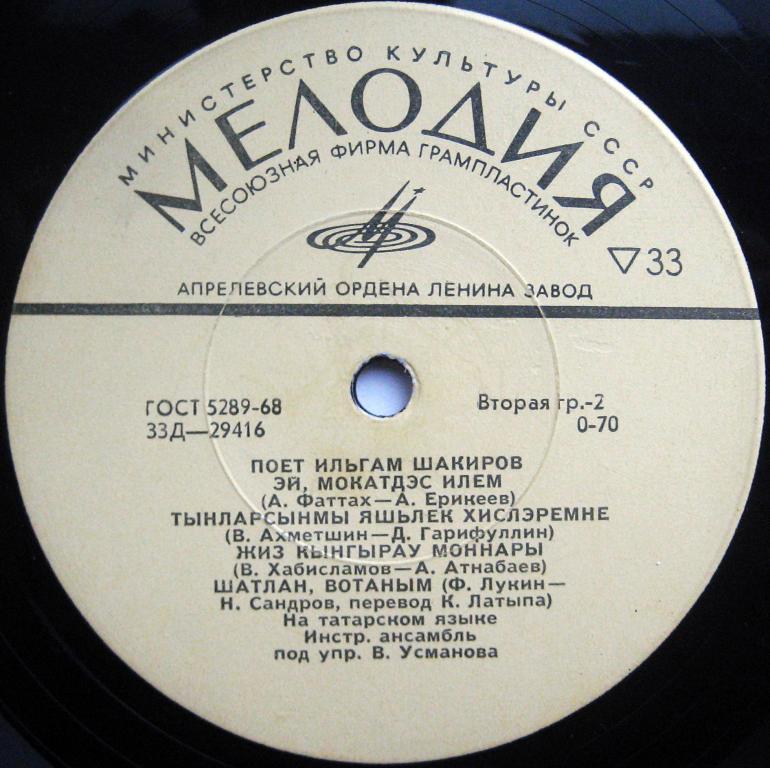 МИНИСТЕРСТВО КУЛЬТУРЫ СССР
МЕЛОДИЯ
ВСЕСОЮЗНАЯ ФИРМА ГРАМПЛАСТИНОК
33
АПРЕЛЕВСКИЙ ОРДЕНА ЛЕНИНА ЗАВОД
ГОСТ 5289-68
Вторая гр.-2
33Д—29416
0-70
ПОЕТ ИЛЬГАМ ШАКИРОВ
ЭЙ, МОКАТДЭС ИЛЕМ
(А. Фаттах—А. Ерикеев)
ТЫНЛАРСЫНМЫ ЯШЬЛЕК ХИСЛЭРЕМНЕ
(В. Ахметшин—Д. Гарифуллин)
ЖИЗ КЫНГЫРАУ МОННАРЫ
(В. Хабисламов—А. Атнабаев)
ШАТЛАН, ВОТАНЫМ (Ф. Лукин—
Н. Сандров, перевод К. Латыпа)
На татарском языке
Инстр. ансамбль
под упр. В. Усманова